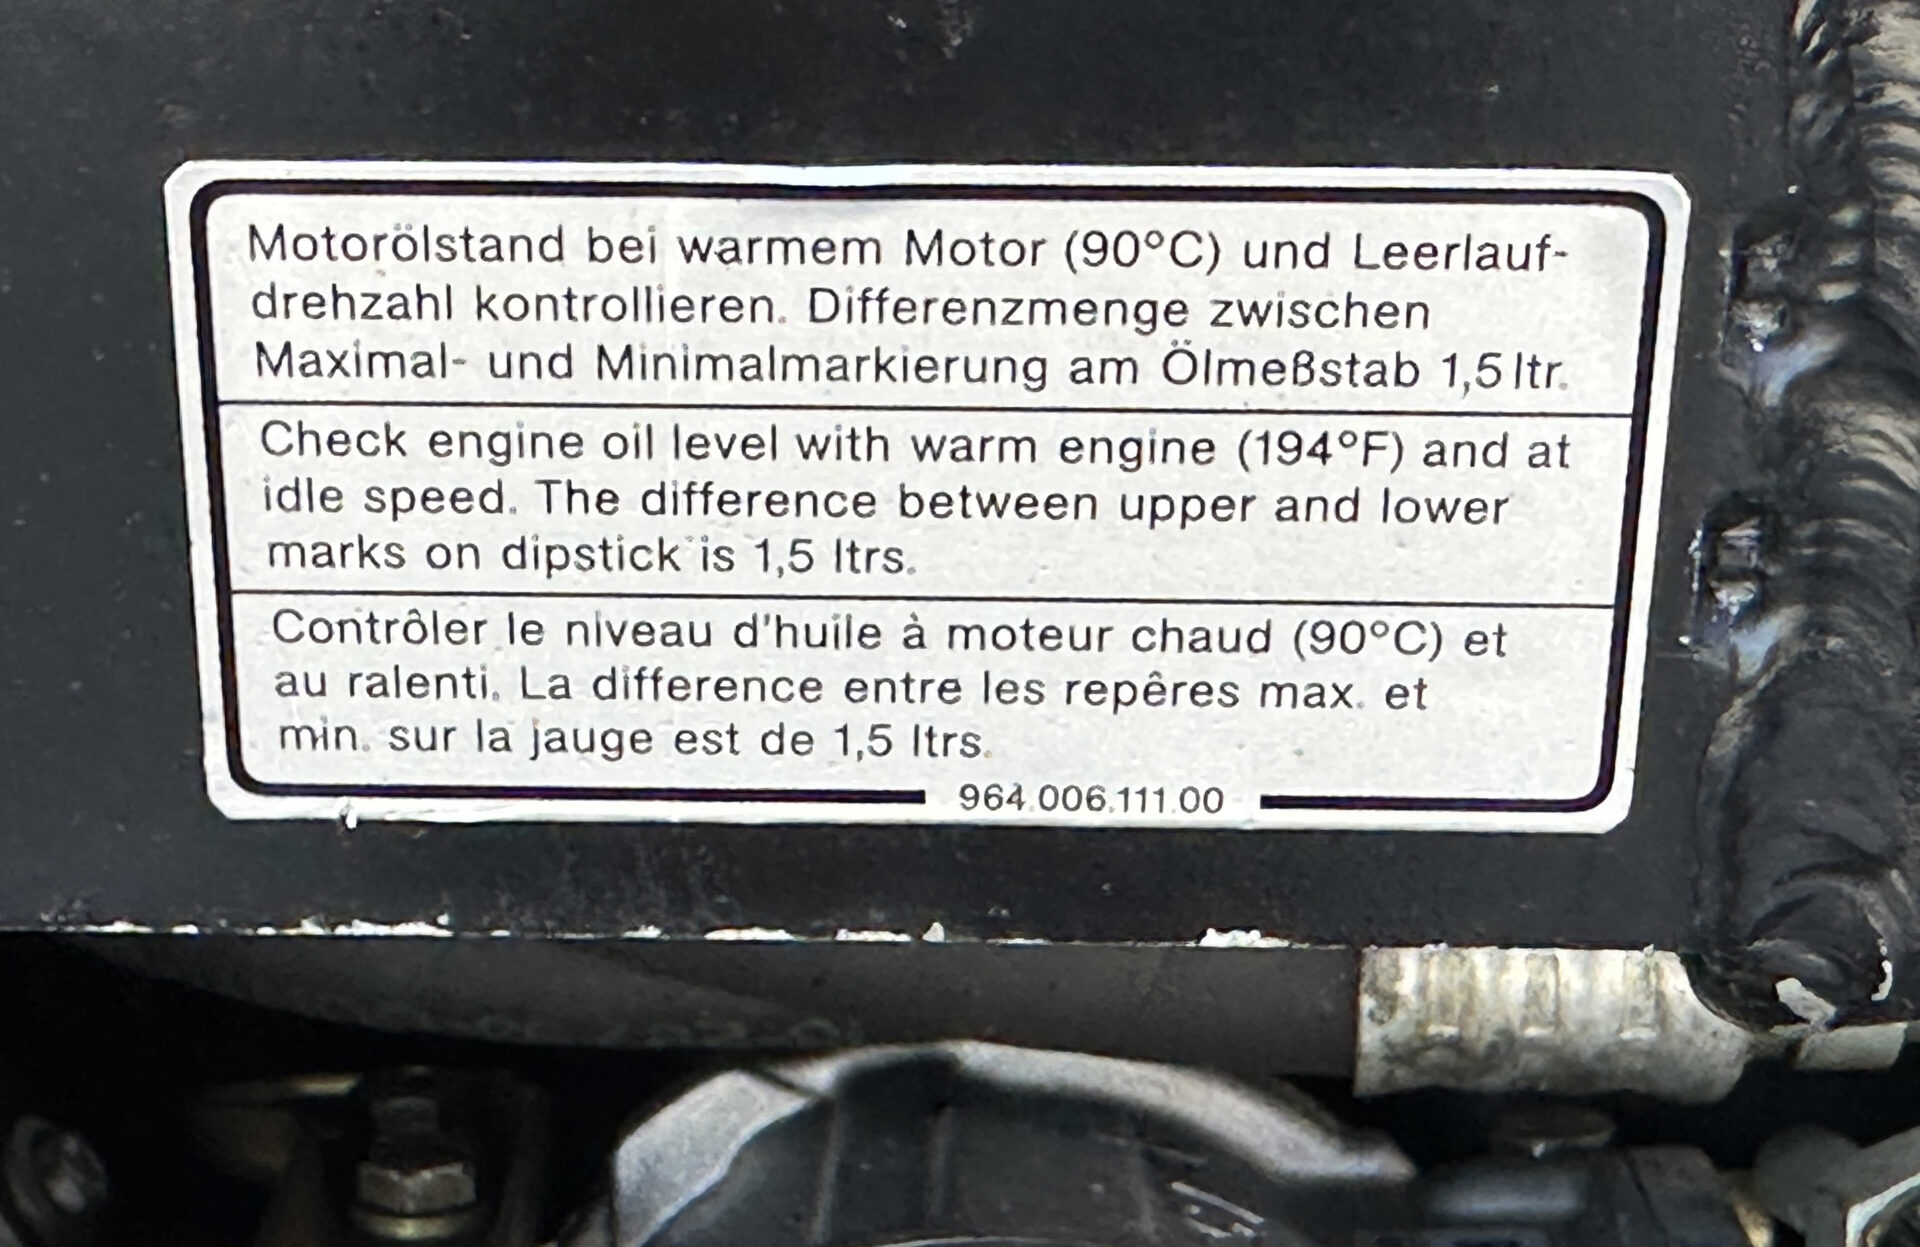 Motorölstand bei warmem Motor (90°C) und Leerlauf-
drehzahl kontrollieren. Differenzmenge zwischen
Maximal- und Minimalmarkierung am Ölmeßstab 1,5 ltr.
Check engine oil level with warm engine (194°F) and at
idle speed. The difference between upper and lower
marks on dipstick is 1,5 ltrs.
Contrôler le niveau d'huile à moteur chaud (90°C) et
au ralenti. La difference entre les repêres max. et
min. sur la jauge est de 1,5 ltrs.
964.006.111.00